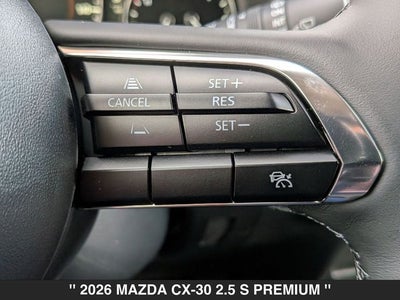 SET+
CANCEL RES
SET−
" 2026 MAZDA CX-30 2.5 S PREMIUM "